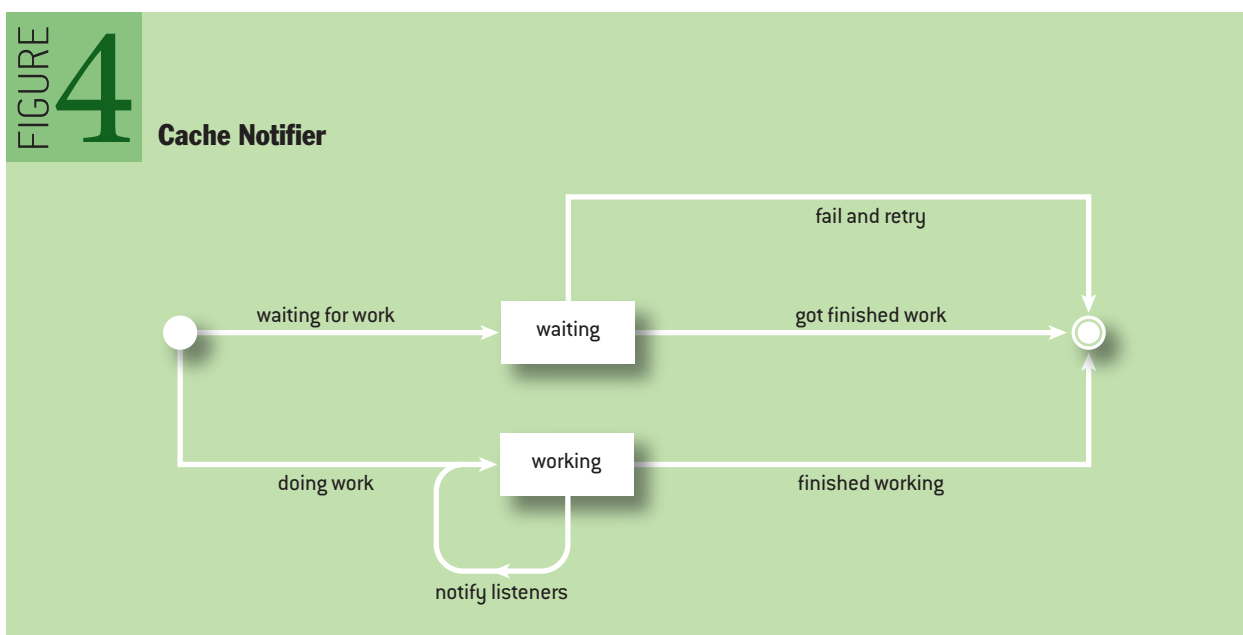 FIGURE
4
Cache Notifier
fail and retry
waiting for work
waiting
got finished work
working
doing work
finished working
notify listeners